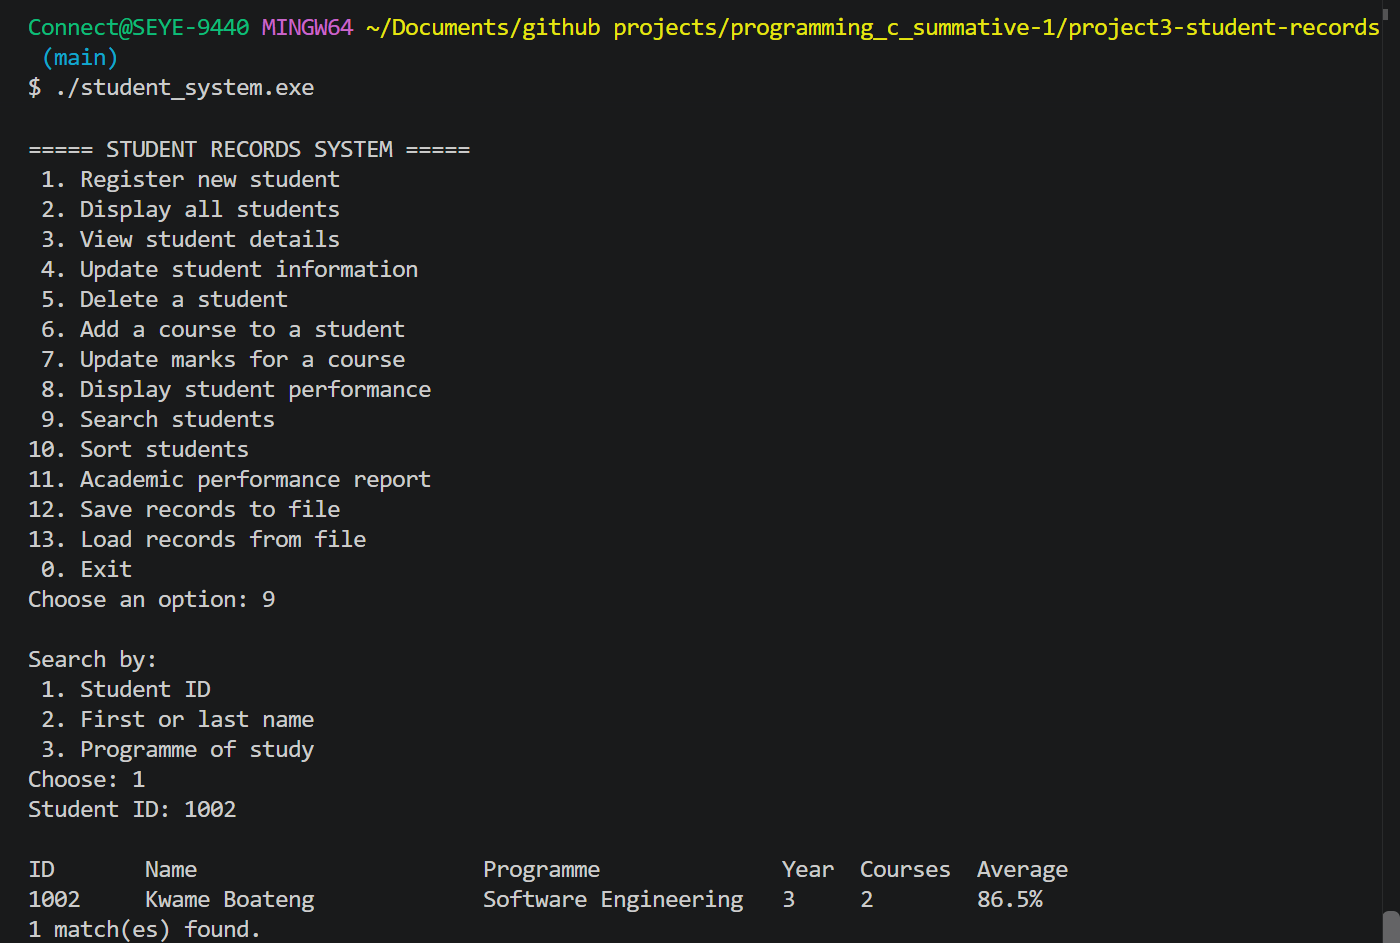 Connect@SEYE-9440 MINGW64 ~/Documents/github projects/programming_c_summative-1/project3-student-records
(main)
$ ./student_system.exe
===== STUDENT RECORDS SYSTEM =====
1. Register new student
2. Display all students
3. View student details
4. Update student information
5. Delete a student
6. Add a course to a student
7. Update marks for a course
8. Display student performance
9. Search students
10. Sort students
11. Academic performance report
12. Save records to file
13. Load records from file
0. Exit
Choose an option: 9
Search by:
1. Student ID
2. First or last name
3. Programme of study
Choose: 1
Student ID: 1002
ID Name Programme Year Courses Average
1002 Kwame Boateng Software Engineering 3 2 86.5%
1 match(es) found.